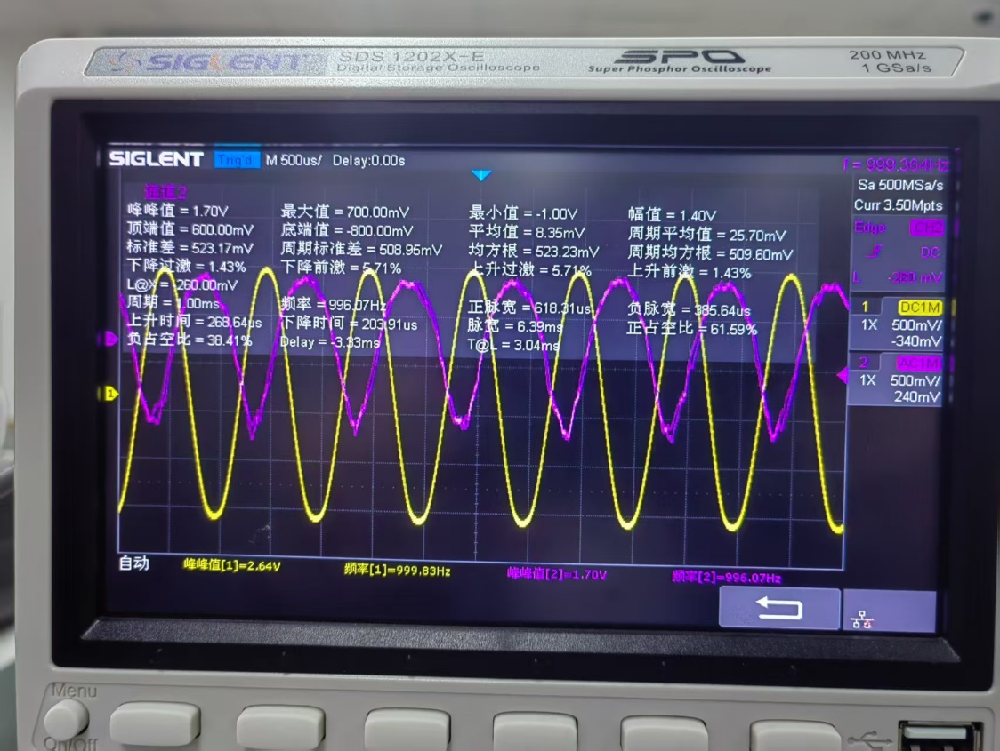 SIGLENT SDS 1202X-E
Digital Storage Oscilloscope
SPO
Super Phosphor Oscilloscope
200 MHz
1 GSa/s
SIGLENT Trig'd M 500us/ Delay:0.00s
f = 999.364Hz
Sa 500MSa/s
Curr 3.50Mpts
Edge CH2
DC
L -260 mV
1 DC1M
1X 500mV/
-340mV
2 AC1M
1X 500mV/
240mV
通道2
峰峰值 = 1.70V 最大值 = 700.00mV 最小值 = -1.00V 幅值 = 1.40V
顶端值 = 600.00mV 底端值 = -800.00mV 平均值 = 8.35mV 周期平均值 = 25.70mV
标准差 = 523.17mV 周期标准差 = 508.95mV 均方根 = 523.23mV 周期均方根 = 509.60mV
下降过激 = 1.43% 下降前激 = 5.71% 上升过激 = 5.71% 上升前激 = 1.43%
L@X = -260.00mV
周期 = 1.00ms 频率 = 996.07Hz 正脉宽 = 618.31us 负脉宽 = 385.64us
上升时间 = 268.64us 下降时间 = 203.91us 脉宽 = 6.39ms 正占空比 = 61.59%
负占空比 = 38.41% Delay = -3.33ms T@L = 3.04ms
2
1
自动 峰峰值[1]=2.64V 频率[1]=999.83Hz 峰峰值[2]=1.70V 频率[2]=996.07Hz
Menu
On/Off